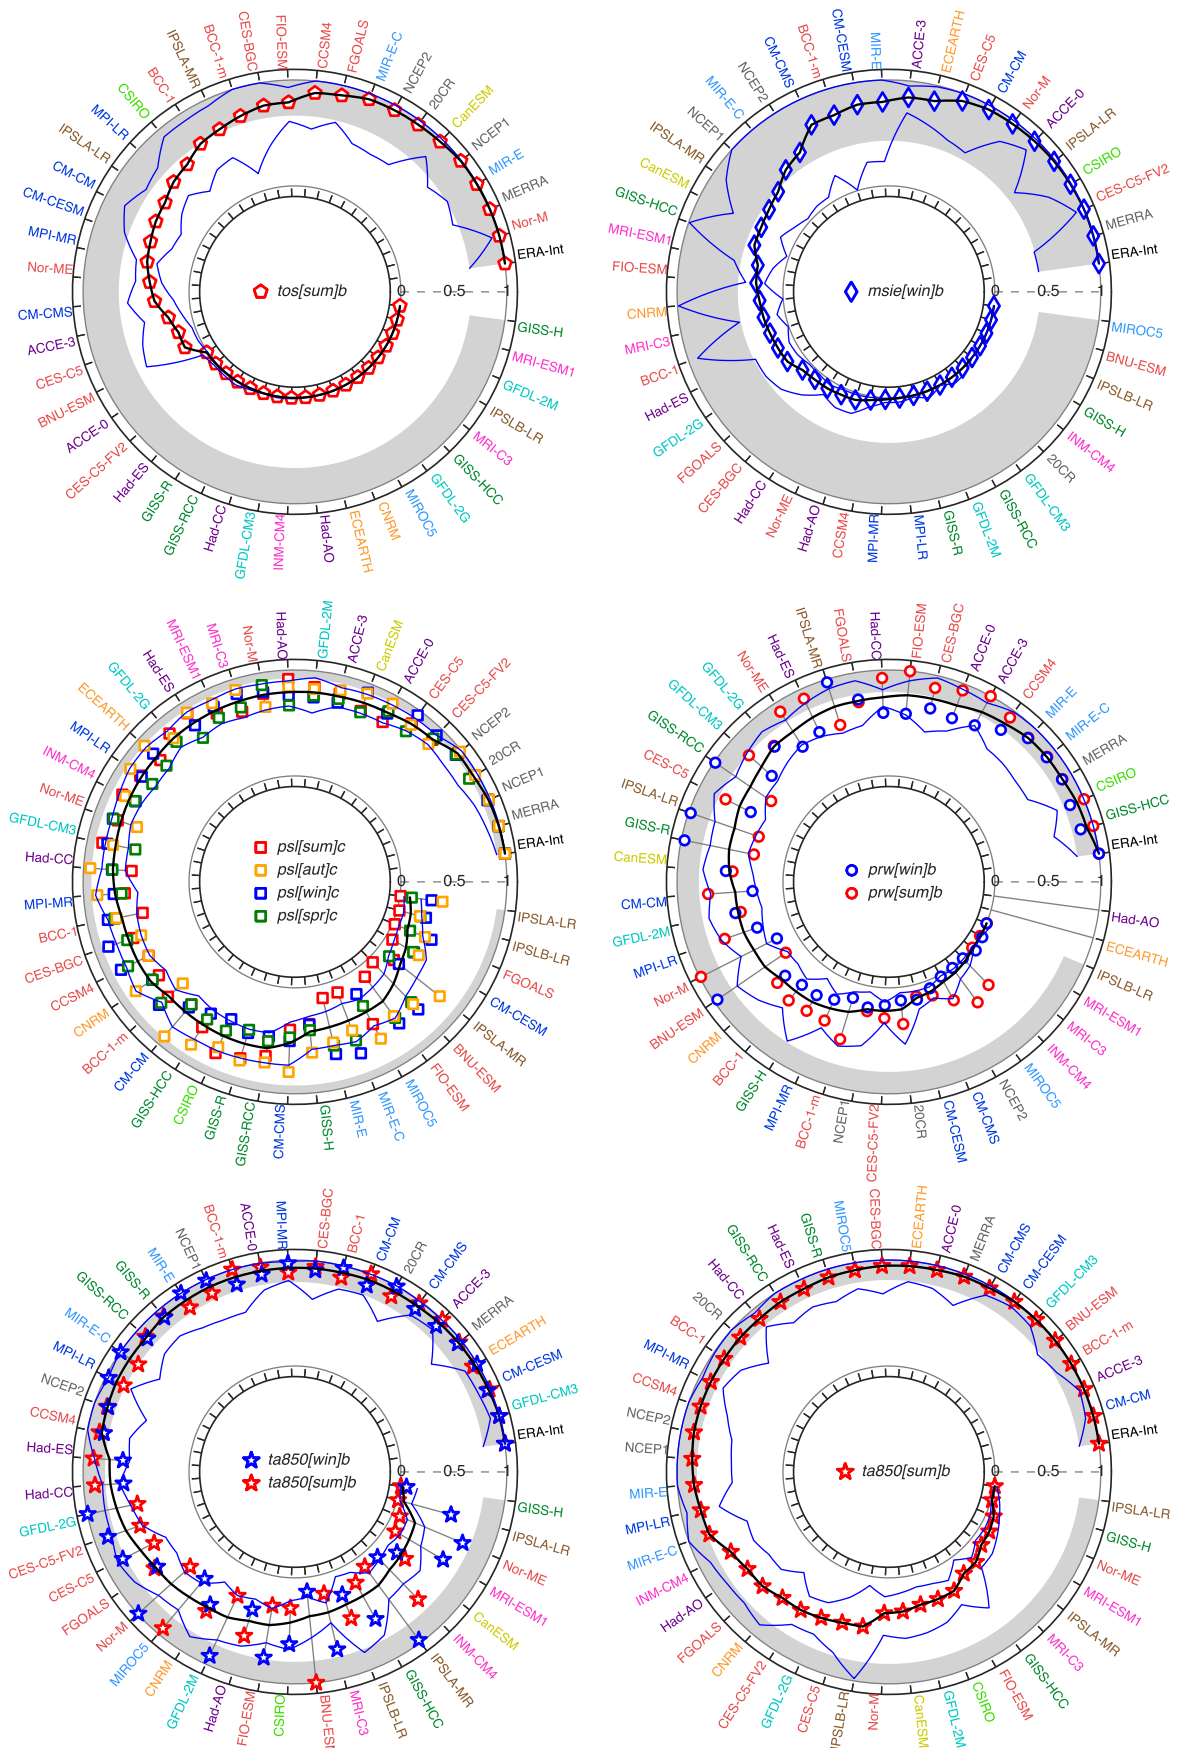 tos[sum]b
0 0.5 1
ERA-Int
Nor-M
MERRA
MIR-E
NCEP1
CanESM
20CR
NCEP2
MIR-E-C
FGOALS
CCSM4
FIO-ESM
CES-BGC
BCC-1-m
IPSLA-MR
BCC-1
CSIRO
MPI-LR
IPSLA-LR
CM-CM
CM-CESM
MPI-MR
Nor-ME
CM-CMS
ACCE-3
CES-C5
BNU-ESM
ACCE-0
CES-C5-FV2
Had-ES
GISS-R
GISS-RCC
Had-CC
GFDL-CM3
INM-CM4
Had-AO
ECEARTH
CNRM
MIROC5
GFDL-2G
GISS-HCC
MRI-C3
IPSLB-LR
GFDL-2M
MRI-ESM1
GISS-H
msie[win]b
0 0.5 1
ERA-Int
MERRA
CES-C5-FV2
CSIRO
IPSLA-LR
ACCE-0
Nor-M
CM-CM
CES-C5
ECEARTH
ACCE-3
MIR-E
CM-CESM
BCC-1-m
CM-CMS
NCEP2
MIR-E-C
NCEP1
IPSLA-MR
CanESM
GISS-HCC
MRI-ESM1
FIO-ESM
CNRM
MRI-C3
BCC-1
Had-ES
GFDL-2G
FGOALS
CES-BGC
Had-CC
Nor-ME
Had-AO
CCSM4
MPI-MR
MPI-LR
GISS-R
GFDL-2M
GISS-RCC
GFDL-CM3
20CR
INM-CM4
GISS-H
IPSLB-LR
BNU-ESM
MIROC5
psl[sum]c
psl[aut]c
psl[win]c
psl[spr]c
0 0.5 1
ERA-Int
MERRA
NCEP1
20CR
NCEP2
CES-C5-FV2
CES-C5
ACCE-0
CanESM
ACCE-3
GFDL-2M
Had-AO
Nor-M
MRI-C3
MRI-ESM1
Had-ES
GFDL-2G
ECEARTH
MPI-LR
INM-CM4
Nor-ME
GFDL-CM3
Had-CC
MPI-MR
BCC-1
CES-BGC
CCSM4
CNRM
BCC-1-m
CM-CM
GISS-HCC
CSIRO
GISS-R
GISS-RCC
CM-CMS
GISS-H
MIR-E
MIR-E-C
MIROC5
FIO-ESM
BNU-ESM
IPSLA-MR
CM-CESM
FGOALS
IPSLB-LR
IPSLA-LR
prw[win]b
prw[sum]b
0 0.5 1
ERA-Int
GISS-HCC
CSIRO
MERRA
MIR-E-C
MIR-E
CCSM4
ACCE-3
ACCE-0
CES-BGC
FIO-ESM
Had-CC
FGOALS
IPSLA-MR
Had-ES
Nor-ME
GFDL-2G
GFDL-CM3
GISS-RCC
CES-C5
IPSLA-LR
GISS-R
CanESM
CM-CM
GFDL-2M
MPI-LR
Nor-M
BNU-ESM
CNRM
BCC-1
GISS-H
MPI-MR
BCC-1-m
NCEP1
CES-C5-FV2
20CR
CM-CESM
CM-CMS
NCEP2
MIROC5
INM-CM4
MRI-C3
MRI-ESM1
IPSLB-LR
ECEARTH
Had-AO
ta850[win]b
ta850[sum]b
0 0.5 1
ERA-Int
GFDL-CM3
CM-CESM
ECEARTH
MERRA
ACCE-3
CM-CMS
20CR
CM-CM
BCC-1
CES-BGC
MPI-MR
ACCE-0
BCC-1-m
NCEP1
MIR-E
GISS-R
GISS-RCC
MIR-E-C
MPI-LR
NCEP2
CCSM4
Had-ES
Had-CC
GFDL-2G
CES-C5-FV2
CES-C5
FGOALS
Nor-M
MIROC5
CNRM
GFDL-2M
Had-AO
FIO-ESM
CSIRO
BNU-ESM
MRI-C3
IPSLB-LR
GISS-HCC
IPSLA-MR
INM-CM4
CanESM
MRI-ESM1
Nor-ME
IPSLA-LR
GISS-H
ta850[sum]b
0 0.5 1
ERA-Int
CM-CM
ACCE-3
BCC-1-m
BNU-ESM
GFDL-CM3
CM-CESM
CM-CMS
MERRA
ACCE-0
ECEARTH
CES-BGC
MIROC5
GISS-R
Had-ES
GISS-RCC
Had-CC
20CR
BCC-1
MPI-MR
CCSM4
NCEP2
NCEP1
MIR-E
MPI-LR
MIR-E-C
INM-CM4
Had-AO
FGOALS
CNRM
CES-C5-FV2
GFDL-2G
CES-C5
IPSLB-LR
Nor-M
CanESM
GFDL-2M
CSIRO
FIO-ESM
GISS-HCC
MRI-C3
IPSLA-MR
MRI-ESM1
Nor-ME
GISS-H
IPSLA-LR